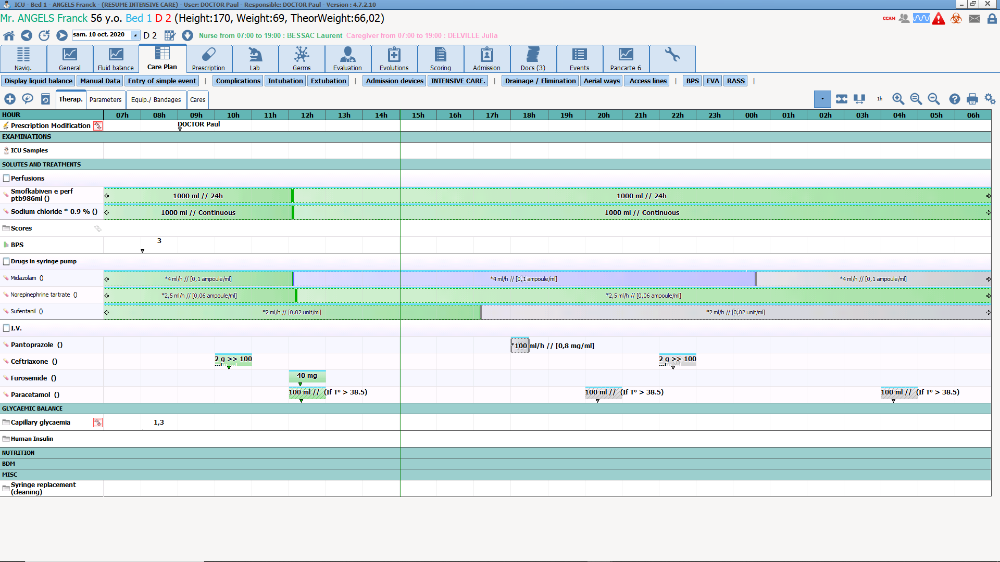 ICU - Bed 1 - ANGELS Franck - (RESUME INTENSIVE CARE) - User: DOCTOR Paul - Responsible: DOCTOR Paul - Version : 4.7.2.10
Mr. ANGELS Franck 56 y.o. Bed 1 D 2 (Height:170, Weight:69, TheorWeight:66,02)
CCAM
sam. 10 oct. 2020 D 2 Nurse from 07:00 to 19:00 : BESSAC Laurent Caregiver from 07:00 to 19:00 : DELVILLE Julia
Navig. General Fluid balance Care Plan Prescription Lab Germs Evaluation Evolutions Scoring Admission Docs (3) Events Pancarte 6
Display liquid balance Manual Data Entry of simple event | Complications Intubation Extubation | Admission devices INTENSIVE CARE. | Drainage / Elimination Aerial ways Access lines | BPS EVA RASS |
Therap. Parameters Equip./ Bandages Cares 1h
HOUR 07h 08h 09h 10h 11h 12h 13h 14h 15h 16h 17h 18h 19h 20h 21h 22h 23h 00h 01h 02h 03h 04h 05h 06h
Prescription Modification DOCTOR Paul
EXAMINATIONS
ICU Samples
SOLUTES AND TREATMENTS
Perfusions
Smofkabiven e perf
ptb986ml () 1000 ml // 24h 1000 ml // 24h
Sodium chloride * 0.9 % () 1000 ml // Continuous 1000 ml // Continuous
Scores
BPS 3
Drugs in syringe pump
Midazolam () *4 ml/h // [0,1 ampoule/ml] *4 ml/h // [0,1 ampoule/ml] *4 ml/h // [0,1 ampoule/ml]
Norepinephrine tartrate () *2,5 ml/h // [0,06 ampoule/ml] *2,5 ml/h // [0,06 ampoule/ml]
Sufentanil () *2 ml/h // [0,02 unit/ml] *2 ml/h // [0,02 unit/ml]
I.V.
Pantoprazole () *100 ml/h // [0,8 mg/ml]
Ceftriaxone () 2 g >> 100 2 g >> 100
Furosemide () 40 mg
Paracetamol () 100 ml // (If T° > 38.5) 100 ml // (If T° > 38.5) 100 ml // (If T° > 38.5)
GLYCAEMIC BALANCE
Capillary glycaemia 1,3
Human Insulin
NUTRITION
BDM
MISC
Syringe replacement
(cleaning)